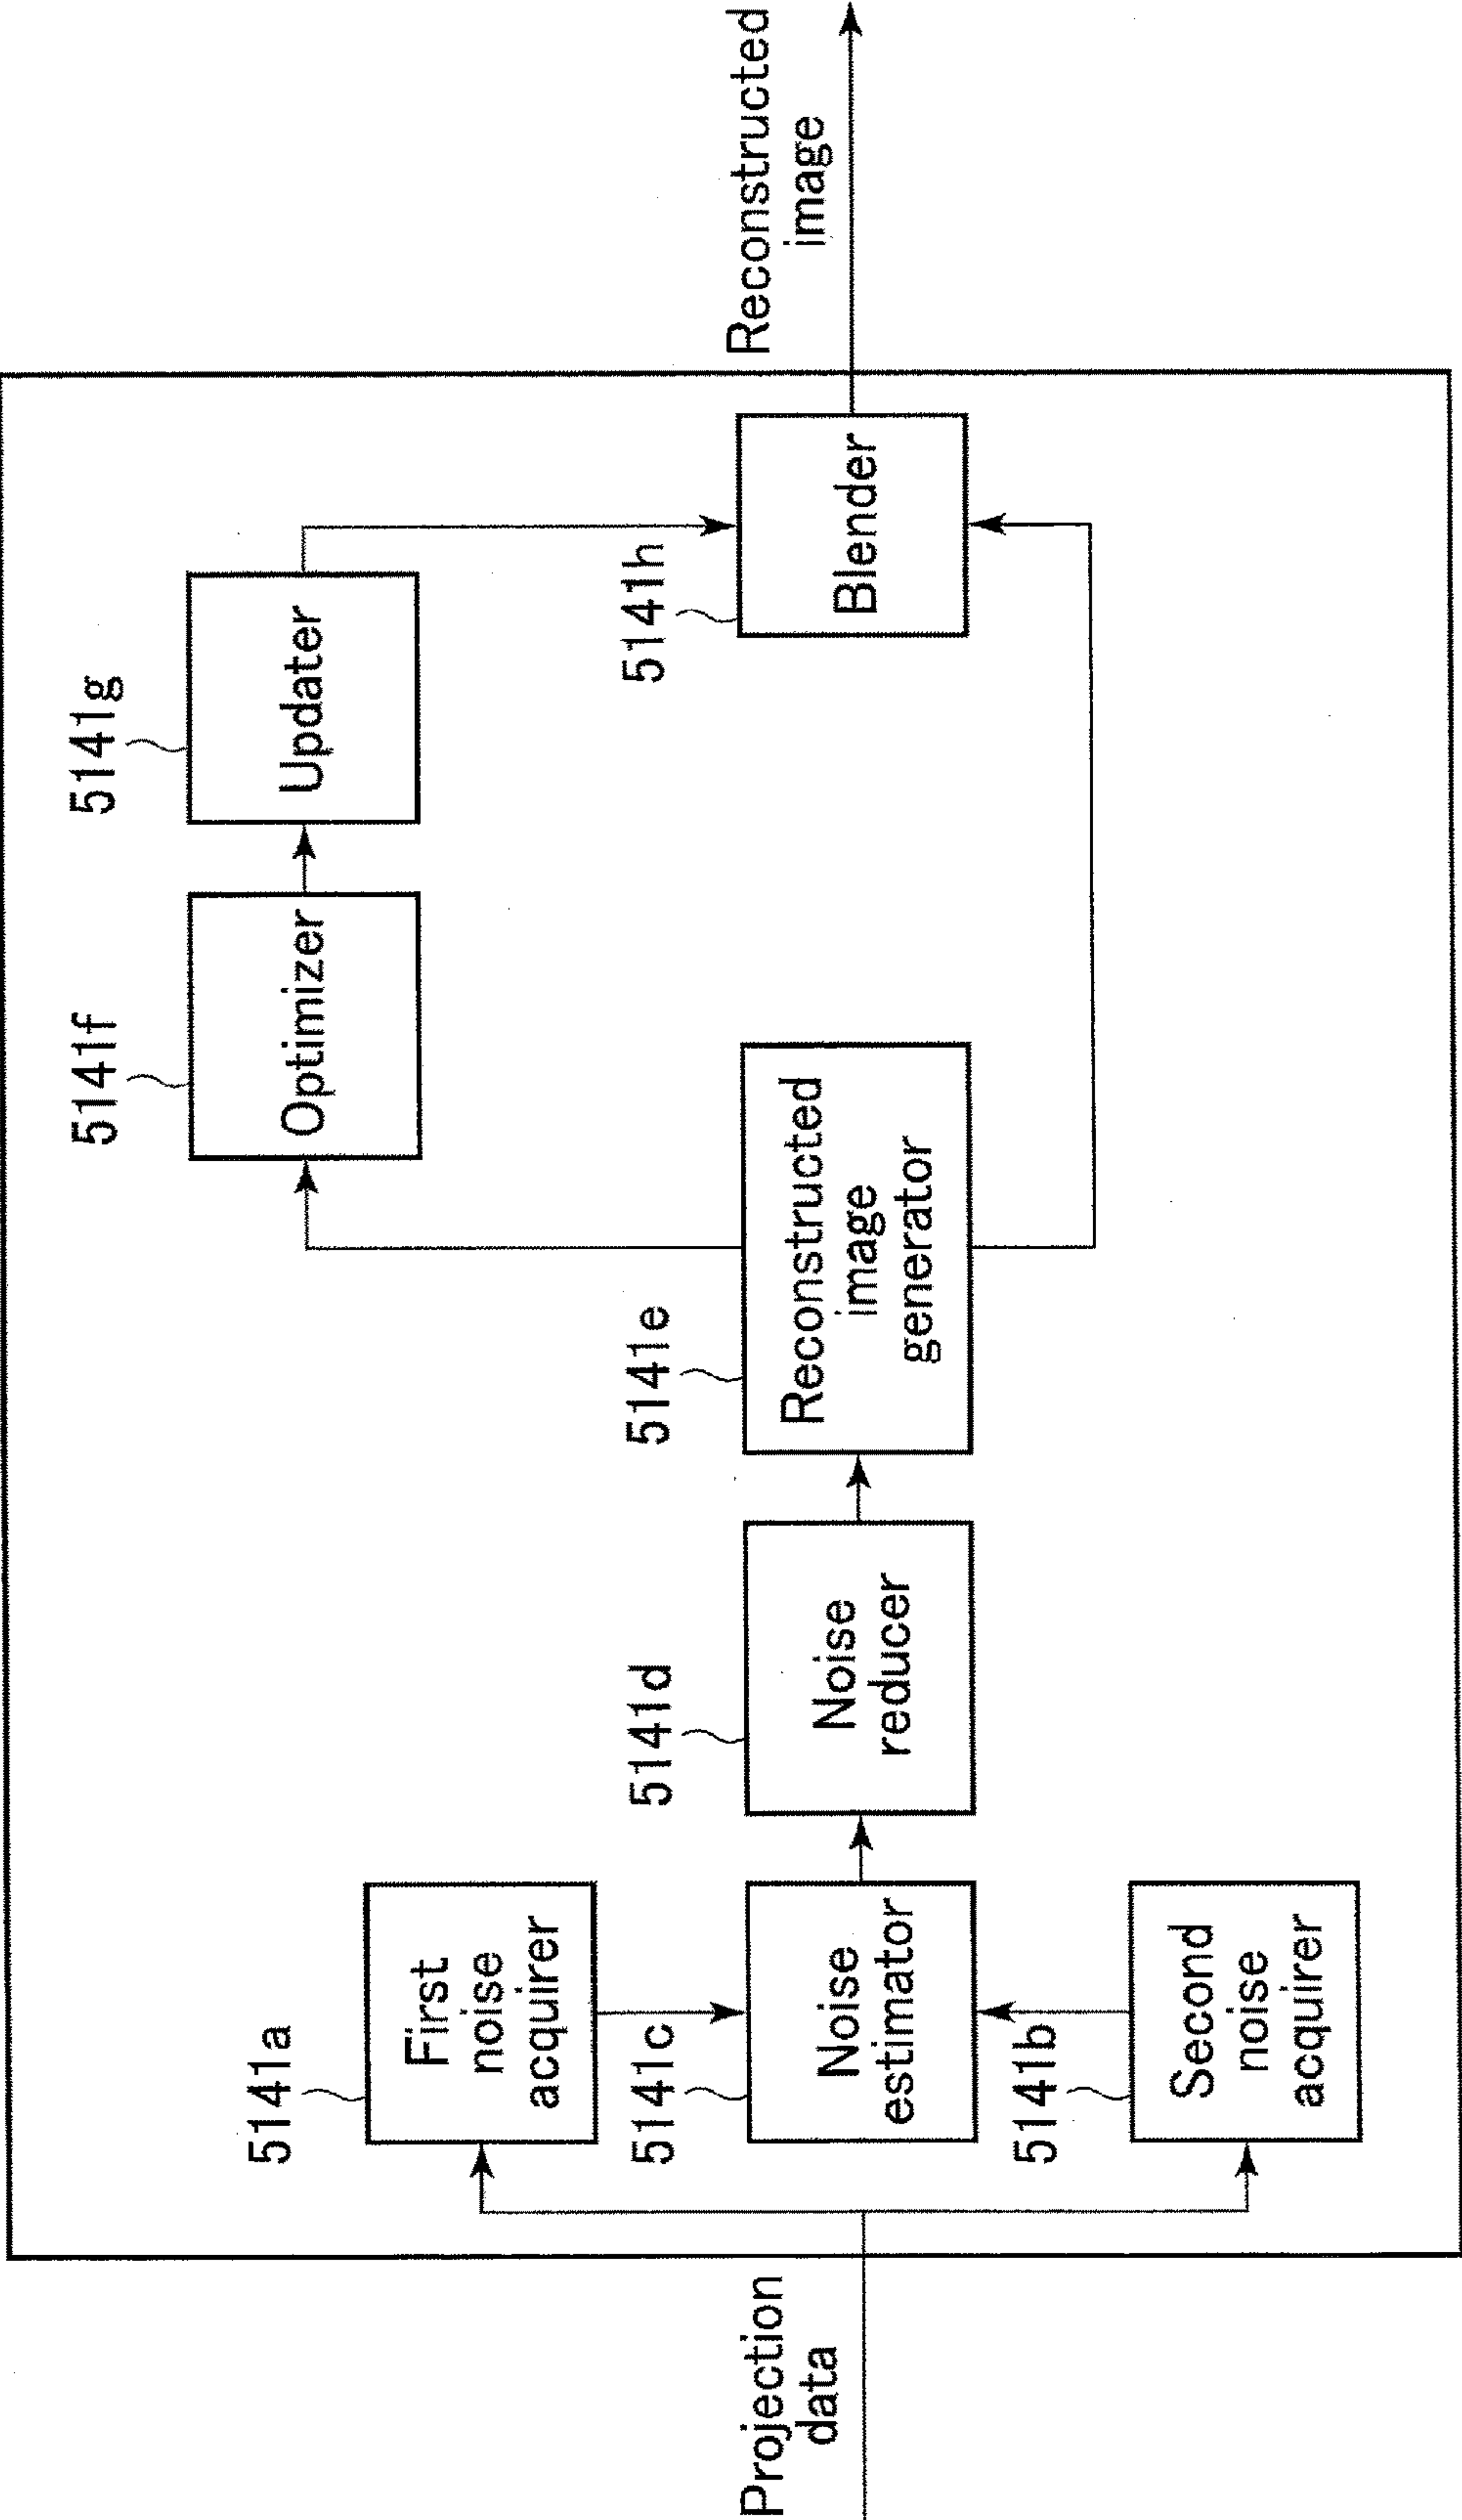 Projection
data
5141a
First
noise
acquirer
5141c
Noise
estimator
5141b
Second
noise
acquirer
5141d
Noise
reducer
5141e
Reconstructed
image
generator
5141f
Optimizer
5141g
Updater
5141h
Blender
Reconstructed
image